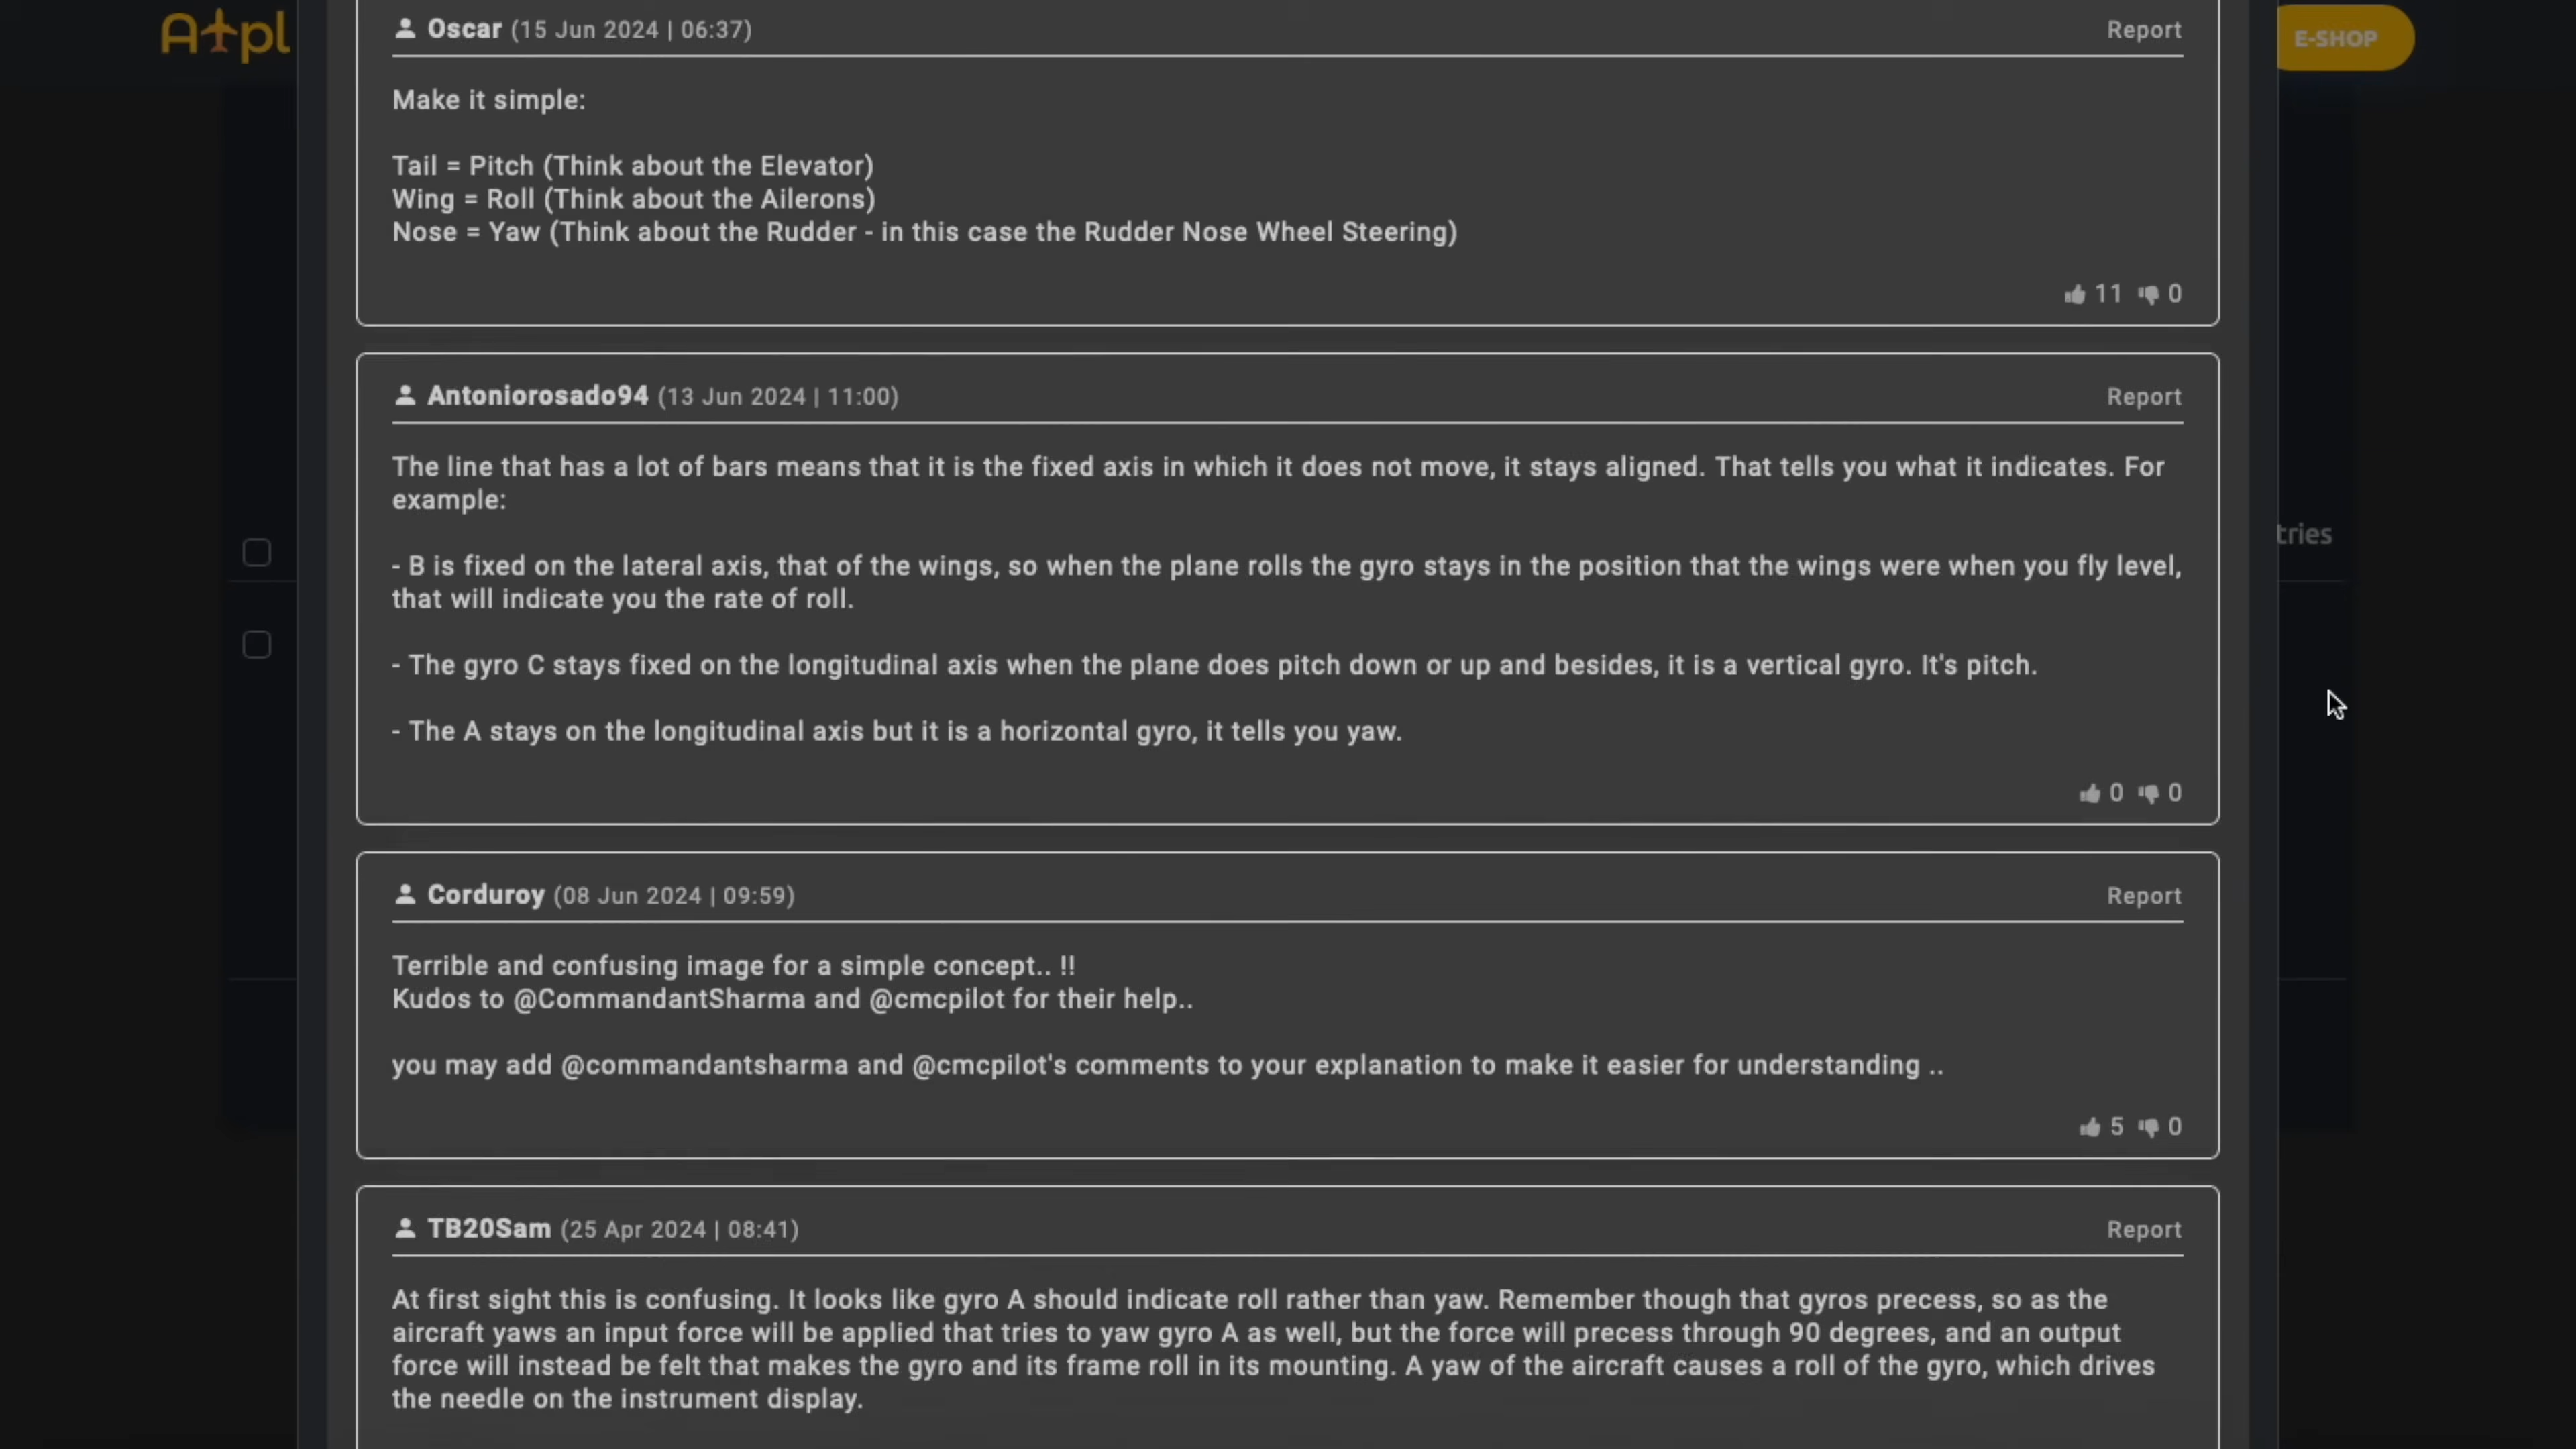 A✈pl
E-SHOP
Oscar (15 Jun 2024 | 06:37)
Report
Make it simple:
Tail = Pitch (Think about the Elevator)
Wing = Roll (Think about the Ailerons)
Nose = Yaw (Think about the Rudder - in this case the Rudder Nose Wheel Steering)
11 0
Antoniorosado94 (13 Jun 2024 | 11:00)
Report
The line that has a lot of bars means that it is the fixed axis in which it does not move, it stays aligned. That tells you what it indicates. For
example:
tries
- B is fixed on the lateral axis, that of the wings, so when the plane rolls the gyro stays in the position that the wings were when you fly level,
that will indicate you the rate of roll.
- The gyro C stays fixed on the longitudinal axis when the plane does pitch down or up and besides, it is a vertical gyro. It's pitch.
- The A stays on the longitudinal axis but it is a horizontal gyro, it tells you yaw.
0 0
Corduroy (08 Jun 2024 | 09:59)
Report
Terrible and confusing image for a simple concept.. !!
Kudos to @CommandantSharma and @cmcpilot for their help..
you may add @commandantsharma and @cmcpilot's comments to your explanation to make it easier for understanding ..
5 0
TB20Sam (25 Apr 2024 | 08:41)
Report
At first sight this is confusing. It looks like gyro A should indicate roll rather than yaw. Remember though that gyros precess, so as the
aircraft yaws an input force will be applied that tries to yaw gyro A as well, but the force will precess through 90 degrees, and an output
force will instead be felt that makes the gyro and its frame roll in its mounting. A yaw of the aircraft causes a roll of the gyro, which drives
the needle on the instrument display.